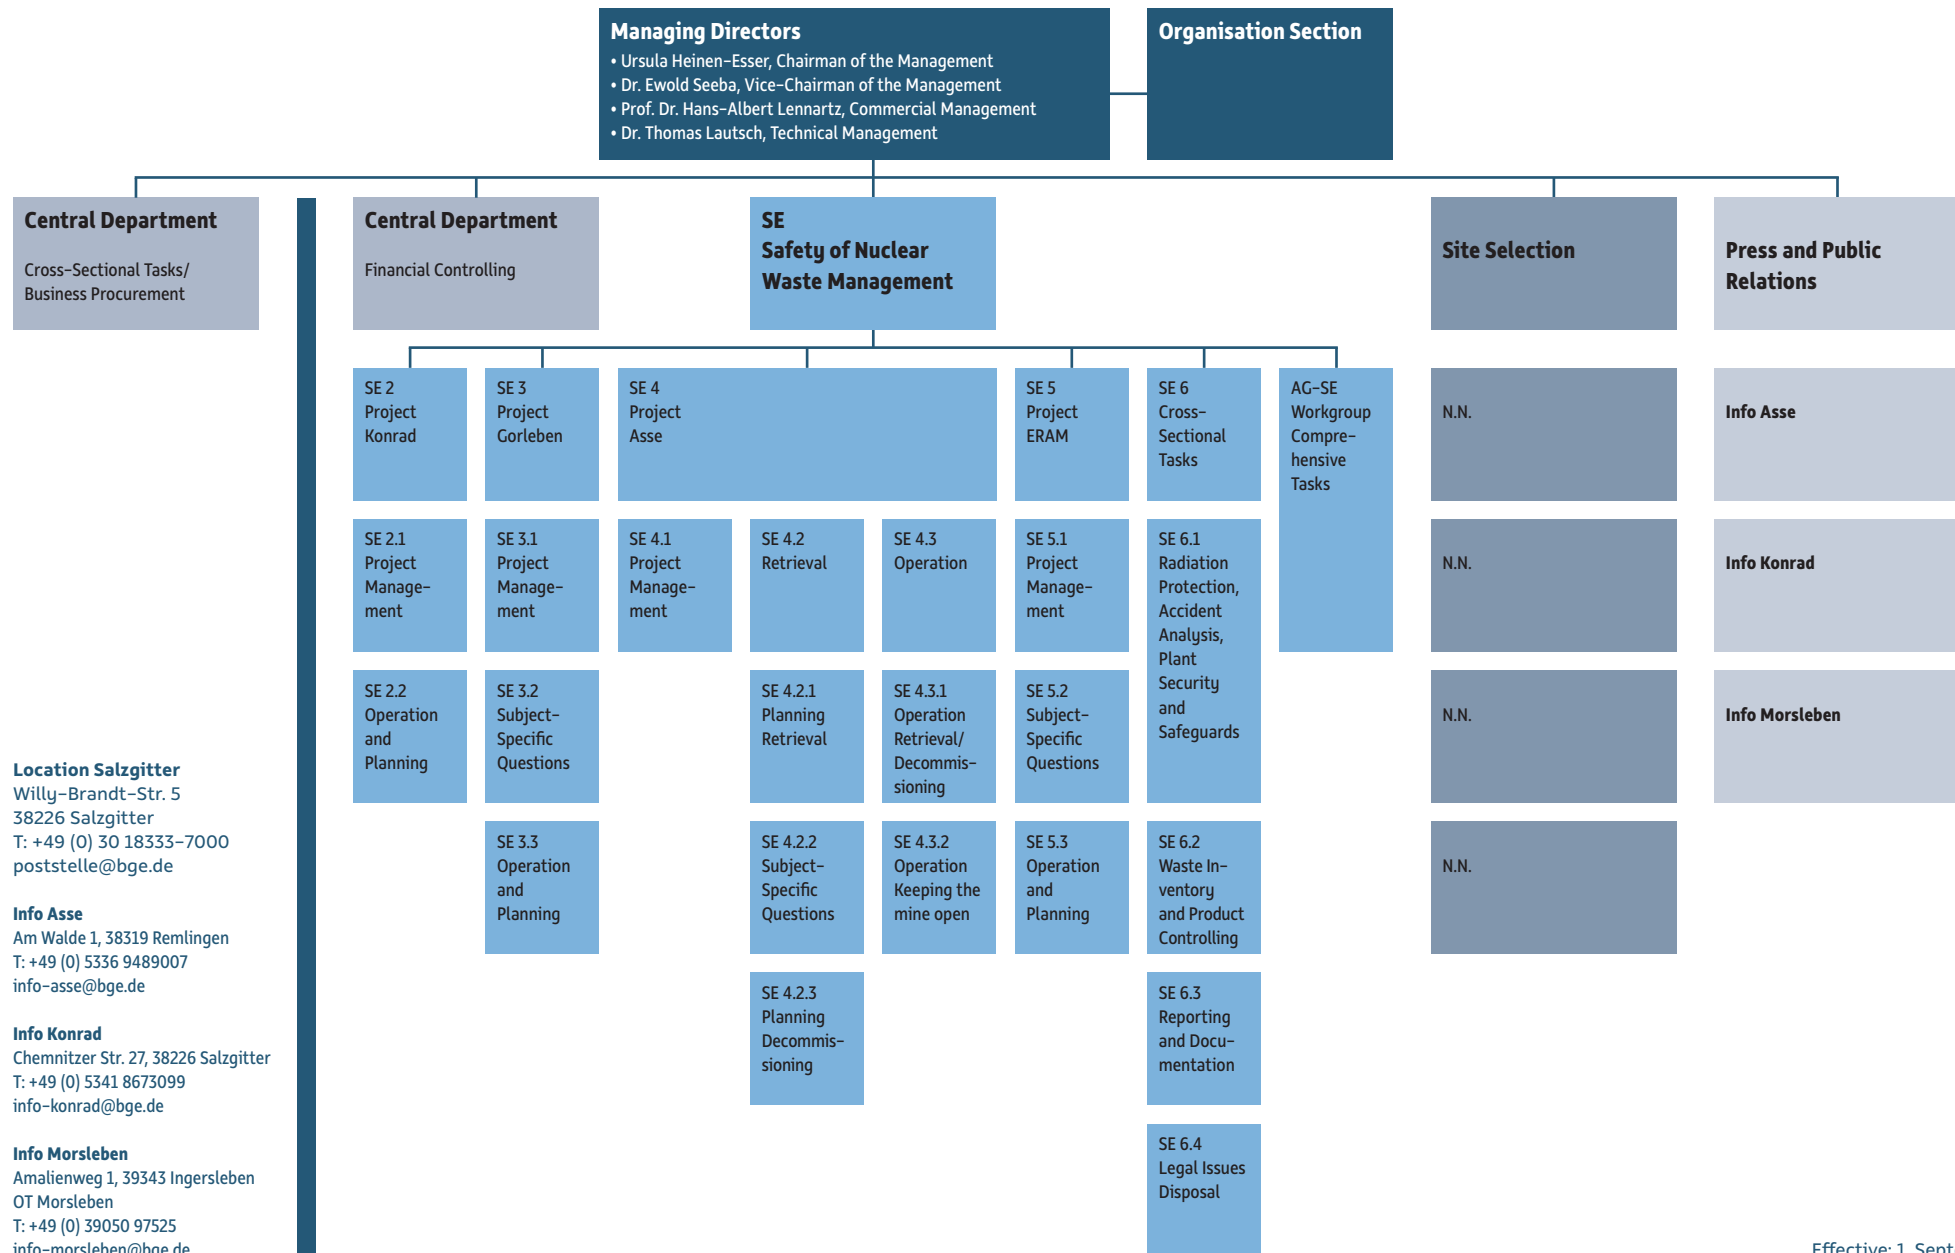 Managing Directors
• Ursula Heinen-Esser, Chairman of the Management
• Dr. Ewold Seeba, Vice-Chairman of the Management
• Prof. Dr. Hans-Albert Lennartz, Commercial Management
• Dr. Thomas Lautsch, Technical Management
Organisation Section
Central Department
Cross-Sectional Tasks/
Business Procurement
Central Department
Financial Controlling
SE
Safety of Nuclear
Waste Management
Site Selection
Press and Public
Relations
SE 2
Project
Konrad
SE 3
Project
Gorleben
SE 4
Project
Asse
SE 5
Project
ERAM
SE 6
Cross-
Sectional
Tasks
AG-SE
Workgroup
Compre-
hensive
Tasks
N.N.
Info Asse
SE 2.1
Project
Manage-
ment
SE 3.1
Project
Manage-
ment
SE 4.1
Project
Manage-
ment
SE 4.2
Retrieval
SE 4.3
Operation
SE 5.1
Project
Manage-
ment
SE 6.1
Radiation
Protection,
Accident
Analysis,
Plant
Security
and
Safeguards
N.N.
Info Konrad
SE 2.2
Operation
and
Planning
SE 3.2
Subject-
Specific
Questions
SE 4.2.1
Planning
Retrieval
SE 4.3.1
Operation
Retrieval/
Decommis-
sioning
SE 5.2
Subject-
Specific
Questions
N.N.
Info Morsleben
SE 3.3
Operation
and
Planning
SE 4.2.2
Subject-
Specific
Questions
SE 4.3.2
Operation
Keeping the
mine open
SE 5.3
Operation
and
Planning
SE 6.2
Waste In-
ventory
and Product
Controlling
N.N.
SE 4.2.3
Planning
Decommis-
sioning
SE 6.3
Reporting
and Docu-
mentation
SE 6.4
Legal Issues
Disposal
Location Salzgitter
Willy-Brandt-Str. 5
38226 Salzgitter
T: +49 (0) 30 18333-7000
poststelle@bge.de
Info Asse
Am Walde 1, 38319 Remlingen
T: +49 (0) 5336 9489007
info-asse@bge.de
Info Konrad
Chemnitzer Str. 27, 38226 Salzgitter
T: +49 (0) 5341 8673099
info-konrad@bge.de
Info Morsleben
Amalienweg 1, 39343 Ingersleben
OT Morsleben
T: +49 (0) 39050 97525
info-morsleben@bge.de
Effective: 1. Sept